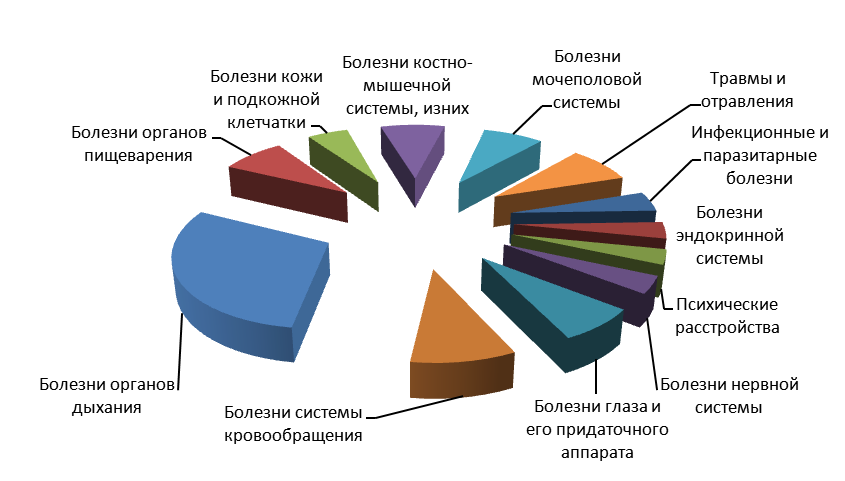 Болезни костно-
мышечной
системы, изних
Болезни
мочеполовой
системы
Травмы и
отравления
Инфекционные и
паразитарные
болезни
Болезни
эндокринной
системы
Психические
расстройства
Болезни нервной
системы
Болезни глаза и
его придаточного
аппарата
Болезни системы
кровообращения
Болезни органов
дыхания
Болезни органов
пищеварения
Болезни кожи
и подкожной
клетчатки